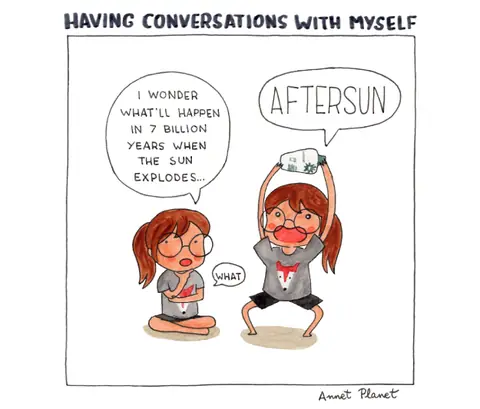 HAVING CONVERSATIONS WITH MYSELF
I WONDER
WHAT'LL HAPPEN
IN 7 BILLION
YEARS WHEN
THE SUN
EXPLODES...
AFTERSUN
WHAT
Annet Planet